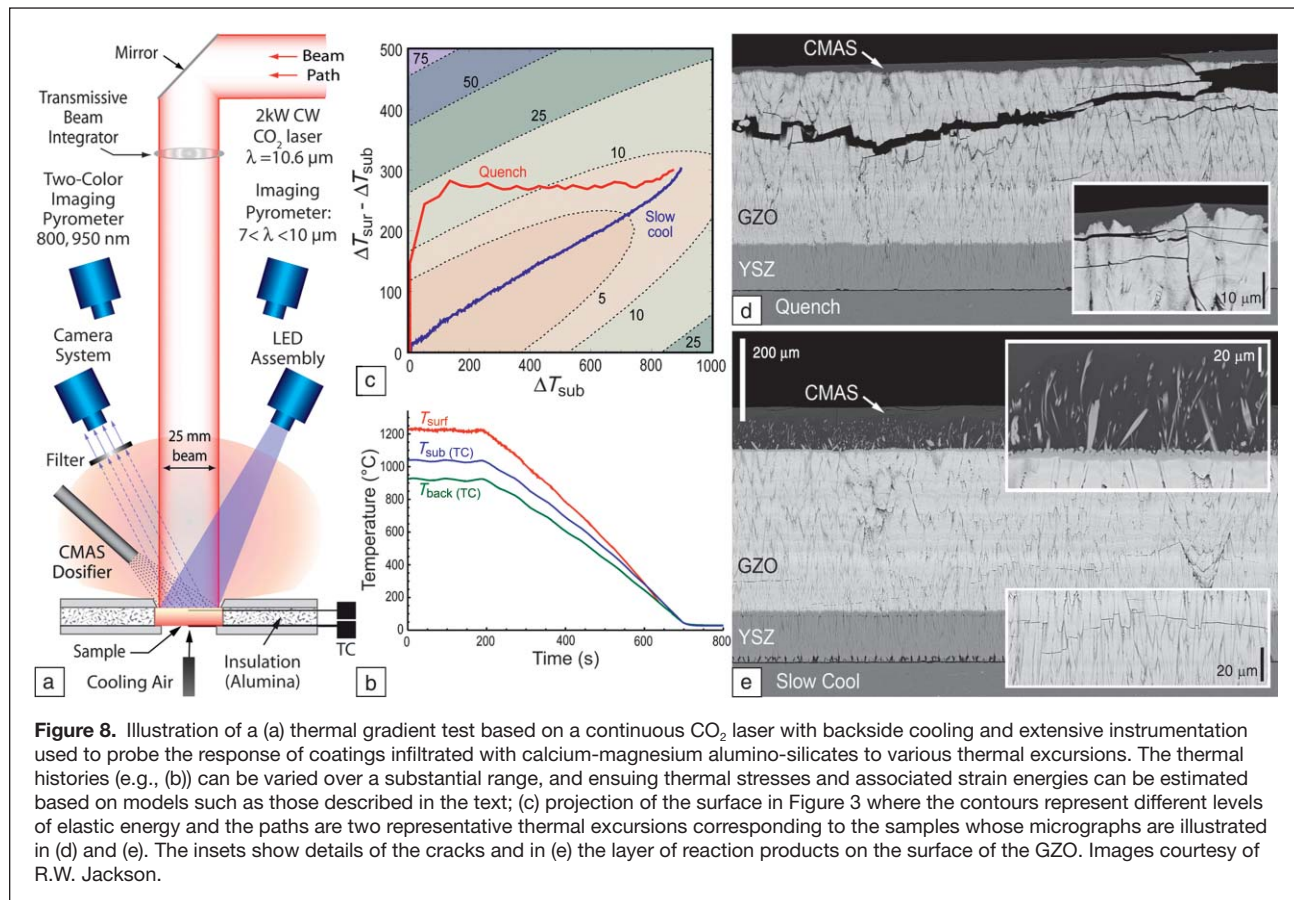 Mirror
Beam
Path
Transmissive
Beam
Integrator
2kW CW
CO₂ laser
λ =10.6 μm
Two-Color
Imaging
Pyrometer
800, 950 nm
Imaging
Pyrometer:
7< λ <10 μm
Camera
System
LED
Assembly
25 mm
beam
Filter
CMAS
Dosifier
TC
Sample
Insulation
(Alumina)
Cooling Air
a
500
400
300
200
100
0
ΔT_sur - ΔT_sub
75
50
25
10
Quench
Slow
cool
5
10
25
0
200
400
600
800
1000
ΔT_sub
c
1400
1200
1000
800
600
400
200
0
Temperature (°C)
T_surf
T_sub (TC)
T_back (TC)
0
200
400
600
800
Time (s)
b
CMAS
GZO
YSZ
10 μm
d
Quench
200 μm
CMAS
20 μm
GZO
YSZ
20 μm
e
Slow Cool
Figure 8. Illustration of a (a) thermal gradient test based on a continuous CO₂ laser with backside cooling and extensive instrumentation
used to probe the response of coatings infiltrated with calcium-magnesium alumino-silicates to various thermal excursions. The thermal
histories (e.g., (b)) can be varied over a substantial range, and ensuing thermal stresses and associated strain energies can be estimated
based on models such as those described in the text; (c) projection of the surface in Figure 3 where the contours represent different levels
of elastic energy and the paths are two representative thermal excursions corresponding to the samples whose micrographs are illustrated
in (d) and (e). The insets show details of the cracks and in (e) the layer of reaction products on the surface of the GZO. Images courtesy of
R.W. Jackson.